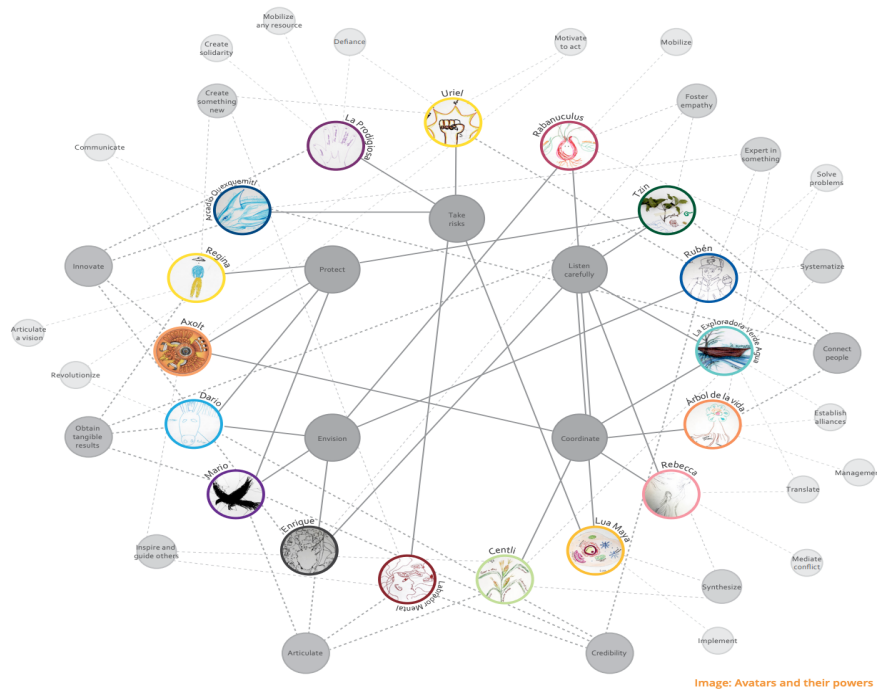 Mobilize
any resource
Create
solidarity
Defiance
Motivate
to act
Mobilize
Create
something
new
Uriel
Foster
empathy
La Prodigiosa
Rabanuculus
Communicate
Expert in
something
Arcado Quexquemitl
Tzin
Solve
problems
Take
risks
Regina
Rubén
Innovate
Protect
Listen
carefully
Systematize
Articulate
a vision
Axolt
La Exploradora Verde Agua
Connect
people
Revolutionize
Dario
Árbol de la vida
Establish
alliances
Obtain
tangible
results
Envision
Coordinate
Mario
Rebecca
Managemen
Translate
Enrique
Centli
Lua Maya
Inspire and
guide others
Labrador Mental
Mediate
conflict
Synthesize
Implement
Articulate
Credibility
Image: Avatars and their powers